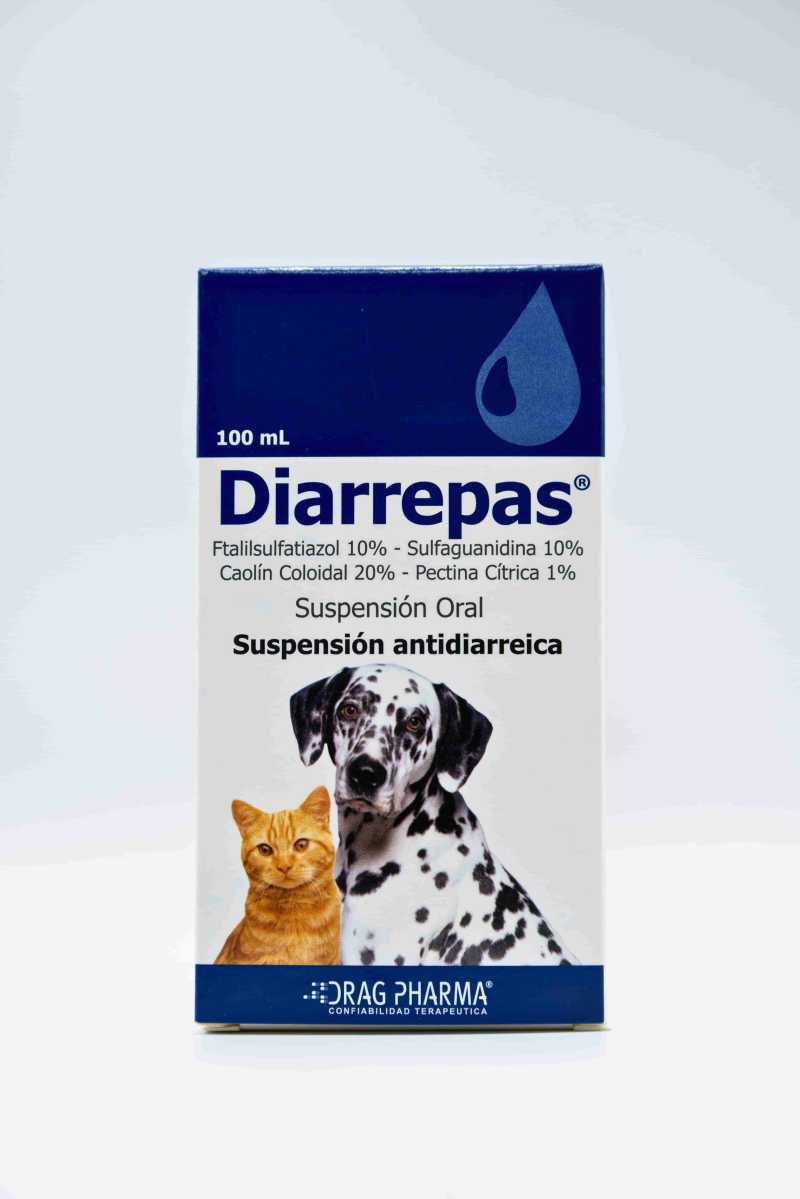 100 mL
Diarrepas®
Ftalilsulfatiazol 10% - Sulfaguanidina 10%
Caolín Coloidal 20% - Pectina Cítrica 1%
Suspensión Oral
Suspensión antidiarreica
DRAG PHARMA®
CONFIABILIDAD TERAPEUTICA